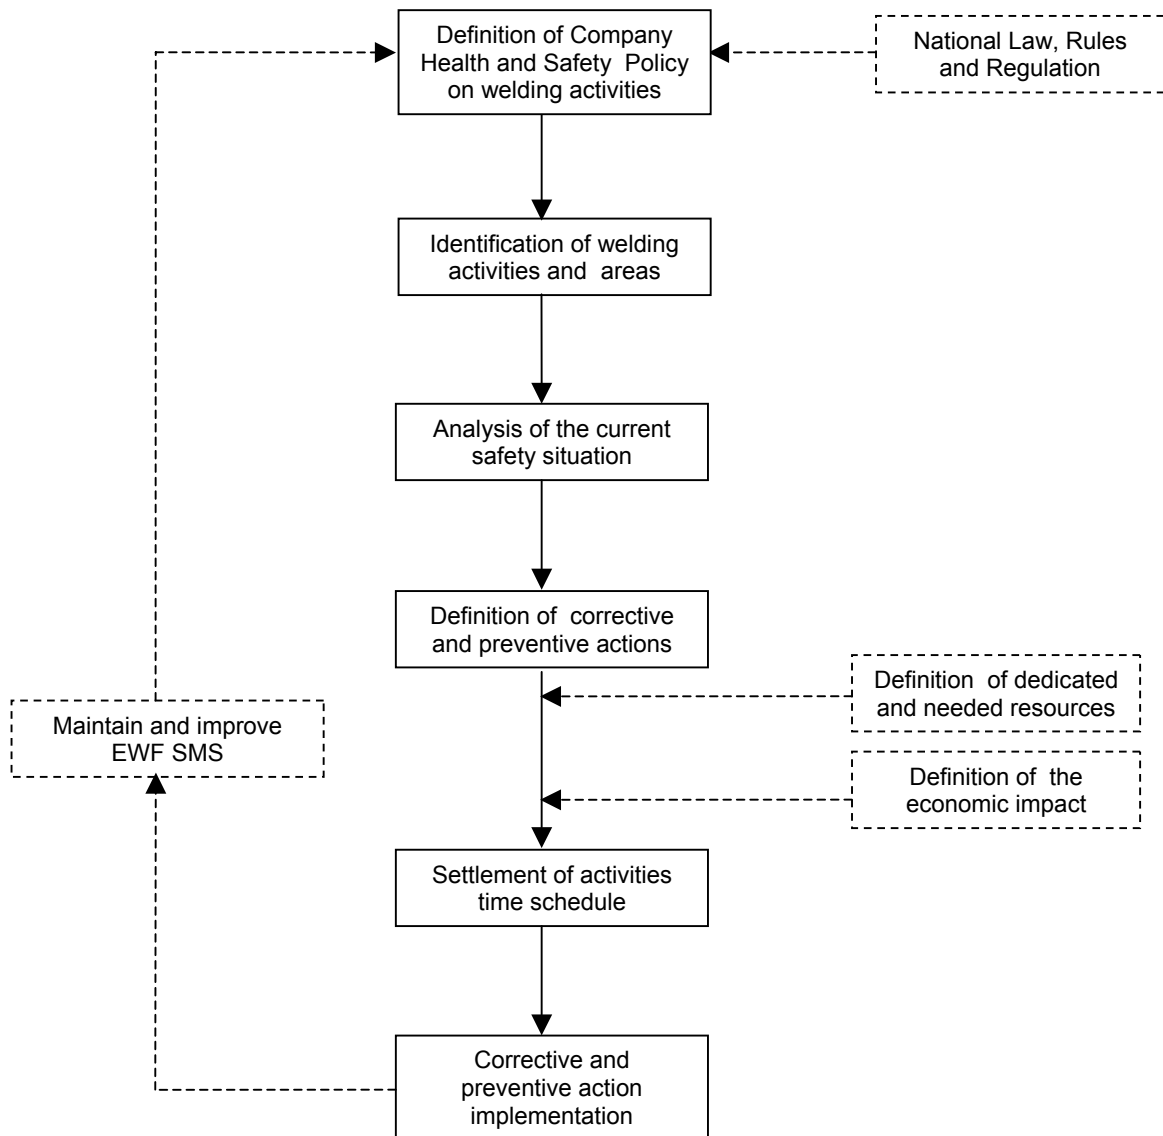 Definition of Company
Health and Safety Policy
on welding activities
National Law, Rules
and Regulation
Identification of welding
activities and areas
Analysis of the current
safety situation
Definition of corrective
and preventive actions
Definition of dedicated
and needed resources
Maintain and improve
EWF SMS
Definition of the
economic impact
Settlement of activities
time schedule
Corrective and
preventive action
implementation